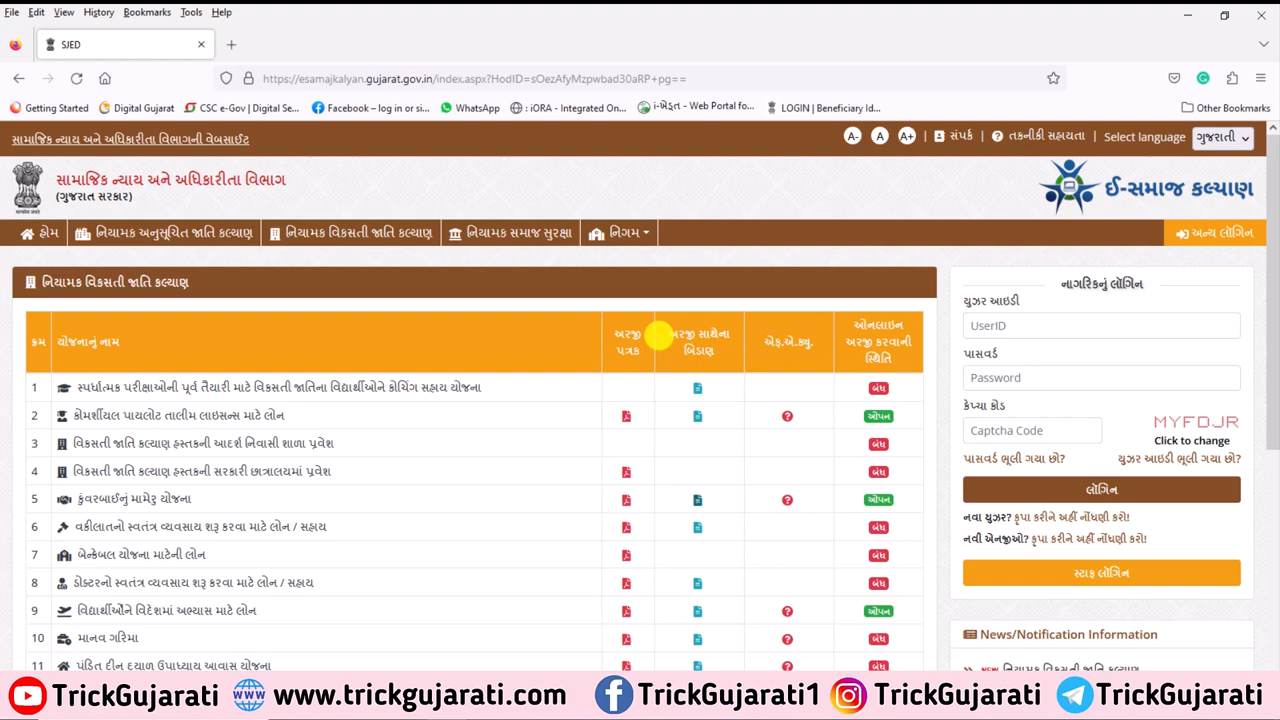 File Edit View History Bookmarks Tools Help
SJED
https://esamajkalyan.gujarat.gov.in/index.aspx?HodID=sOezAfyMzpwbad30aRP+pg==
Getting Started Digital Gujarat CSC e-Gov | Digital Se... Facebook – log in or si... WhatsApp : iORA - Integrated On... i-ખેડૂત - Web Portal fo... LOGIN | Beneficiary Id... Other Bookmarks
સામાજિક ન્યાય અને અધિકારીતા વિભાગની વેબસાઈટ A- A A+ | સંપર્ક | તકનીકી સહાયતા | Select language ગુજરાતી
સામાજિક ન્યાય અને અધિકારીતા વિભાગ
(ગુજરાત સરકાર)
ઈ-સમાજ કલ્યાણ
હોમ નિયામક અનુસૂચિત જાતિ કલ્યાણ નિયામક વિકસતી જાતિ કલ્યાણ નિયામક સમાજ સુરક્ષા નિગમ અન્ય લૉગિન
નિયામક વિકસતી જાતિ કલ્યાણ
ક્રમ યોજનાનું નામ અરજી પત્રક અરજી સાથેના બિડાણ એફ.એ.ક્યુ. ઓનલાઇન અરજી કરવાની સ્થિતિ
1 સ્પર્ધાત્મક પરીક્ષાઓની પૂર્વ તૈયારી માટે વિકસતી જાતિના વિદ્યાર્થીઓને કોચિંગ સહાય યોજના બંધ
2 કોમર્શીયલ પાયલોટ તાલીમ લાઇસન્સ માટે લોન ઓપન
3 વિકસતી જાતિ કલ્યાણ હસ્તકની આદર્શ નિવાસી શાળા પ્રવેશ બંધ
4 વિકસતી જાતિ કલ્યાણ હસ્તકની સરકારી છાત્રાલયમાં પ્રવેશ બંધ
5 કુંવરબાઈનું મામેરૂ યોજના ઓપન
6 વકીલાતનો સ્વતંત્ર વ્યવસાય શરૂ કરવા માટે લોન / સહાય બંધ
7 બેન્કેબલ યોજના માટેની લોન બંધ
8 ડોક્ટરનો સ્વતંત્ર વ્યવસાય શરૂ કરવા માટે લોન / સહાય બંધ
9 વિદ્યાર્થીઓને વિદેશમાં અભ્યાસ માટે લોન ઓપન
10 માનવ ગરિમા બંધ
11 પંડિત દીન દયાળ ઉપાધ્યાય આવાસ યોજના બંધ
નાગરિકનું લૉગિન
યુઝર આઇડી
UserID
પાસવર્ડ
Password
કેપ્ચા કોડ
Captcha Code MYFDJR
Click to change
પાસવર્ડ ભૂલી ગયા છો? યુઝર આઇડી ભૂલી ગયા છો?
લૉગિન
નવા યુઝર? કૃપા કરીને અહીં નોંધણી કરો!
નવી એનજીઓ? કૃપા કરીને અહીં નોંધણી કરો!
સ્ટાફ લૉગિન
News/Notification Information
NEW નિયામક વિકસતી જાતિ કલ્યાણ
TrickGujarati www.trickgujarati.com TrickGujarati1 TrickGujarati TrickGujarati